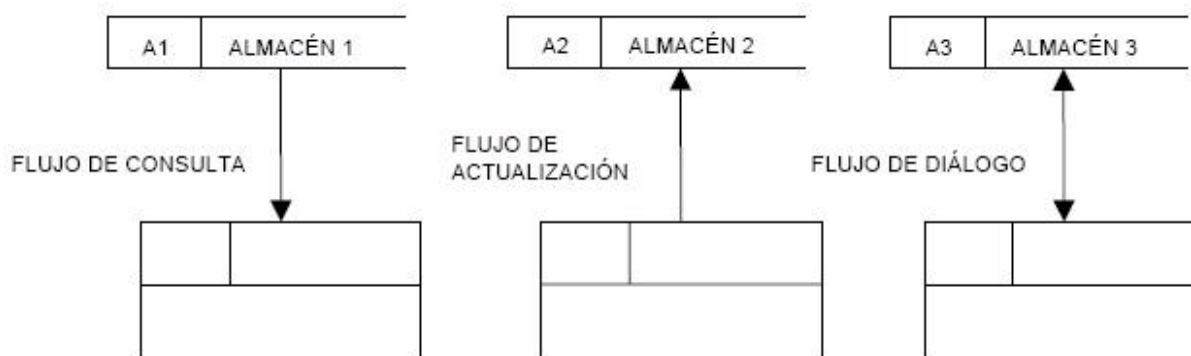 A1 ALMACÉN 1
A2 ALMACÉN 2
A3 ALMACÉN 3
FLUJO DE CONSULTA
FLUJO DE
ACTUALIZACIÓN
FLUJO DE DIÁLOGO